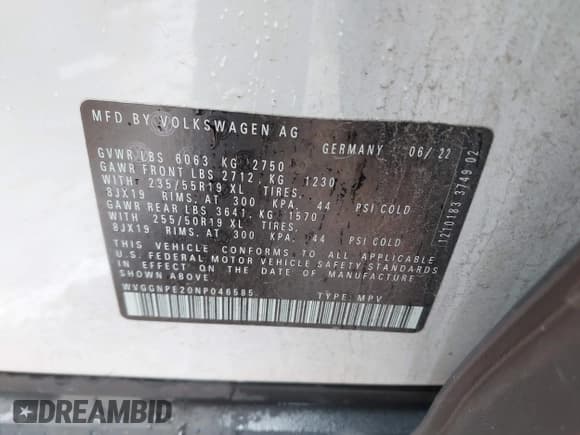 MFD BY VOLKSWAGEN AG
GERMANY 06/22
GVWR LBS 6063 KG 2750
GAWR FRONT LBS 2712 KG 1230
WITH 235/55R19 XL TIRES.
8JX19 RIMS. AT 300 KPA. 44 PSI COLD
GAWR REAR LBS 3641. KG 1570
WITH 255/50R19 XL TIRES.
8JX19 RIMS. AT 300 KPA. 44 PSI COLD
THIS VEHICLE CONFORMS TO ALL APPLICABLE
U.S. FEDERAL MOTOR VEHICLE SAFETY STANDARDS
IN EFFECT ON THE DATE OF MANUFACTURE
SHOWN ABOVE
WVGGNPE20NP046585 TYPE: MPV
1210183 3749 02
DREAMBID